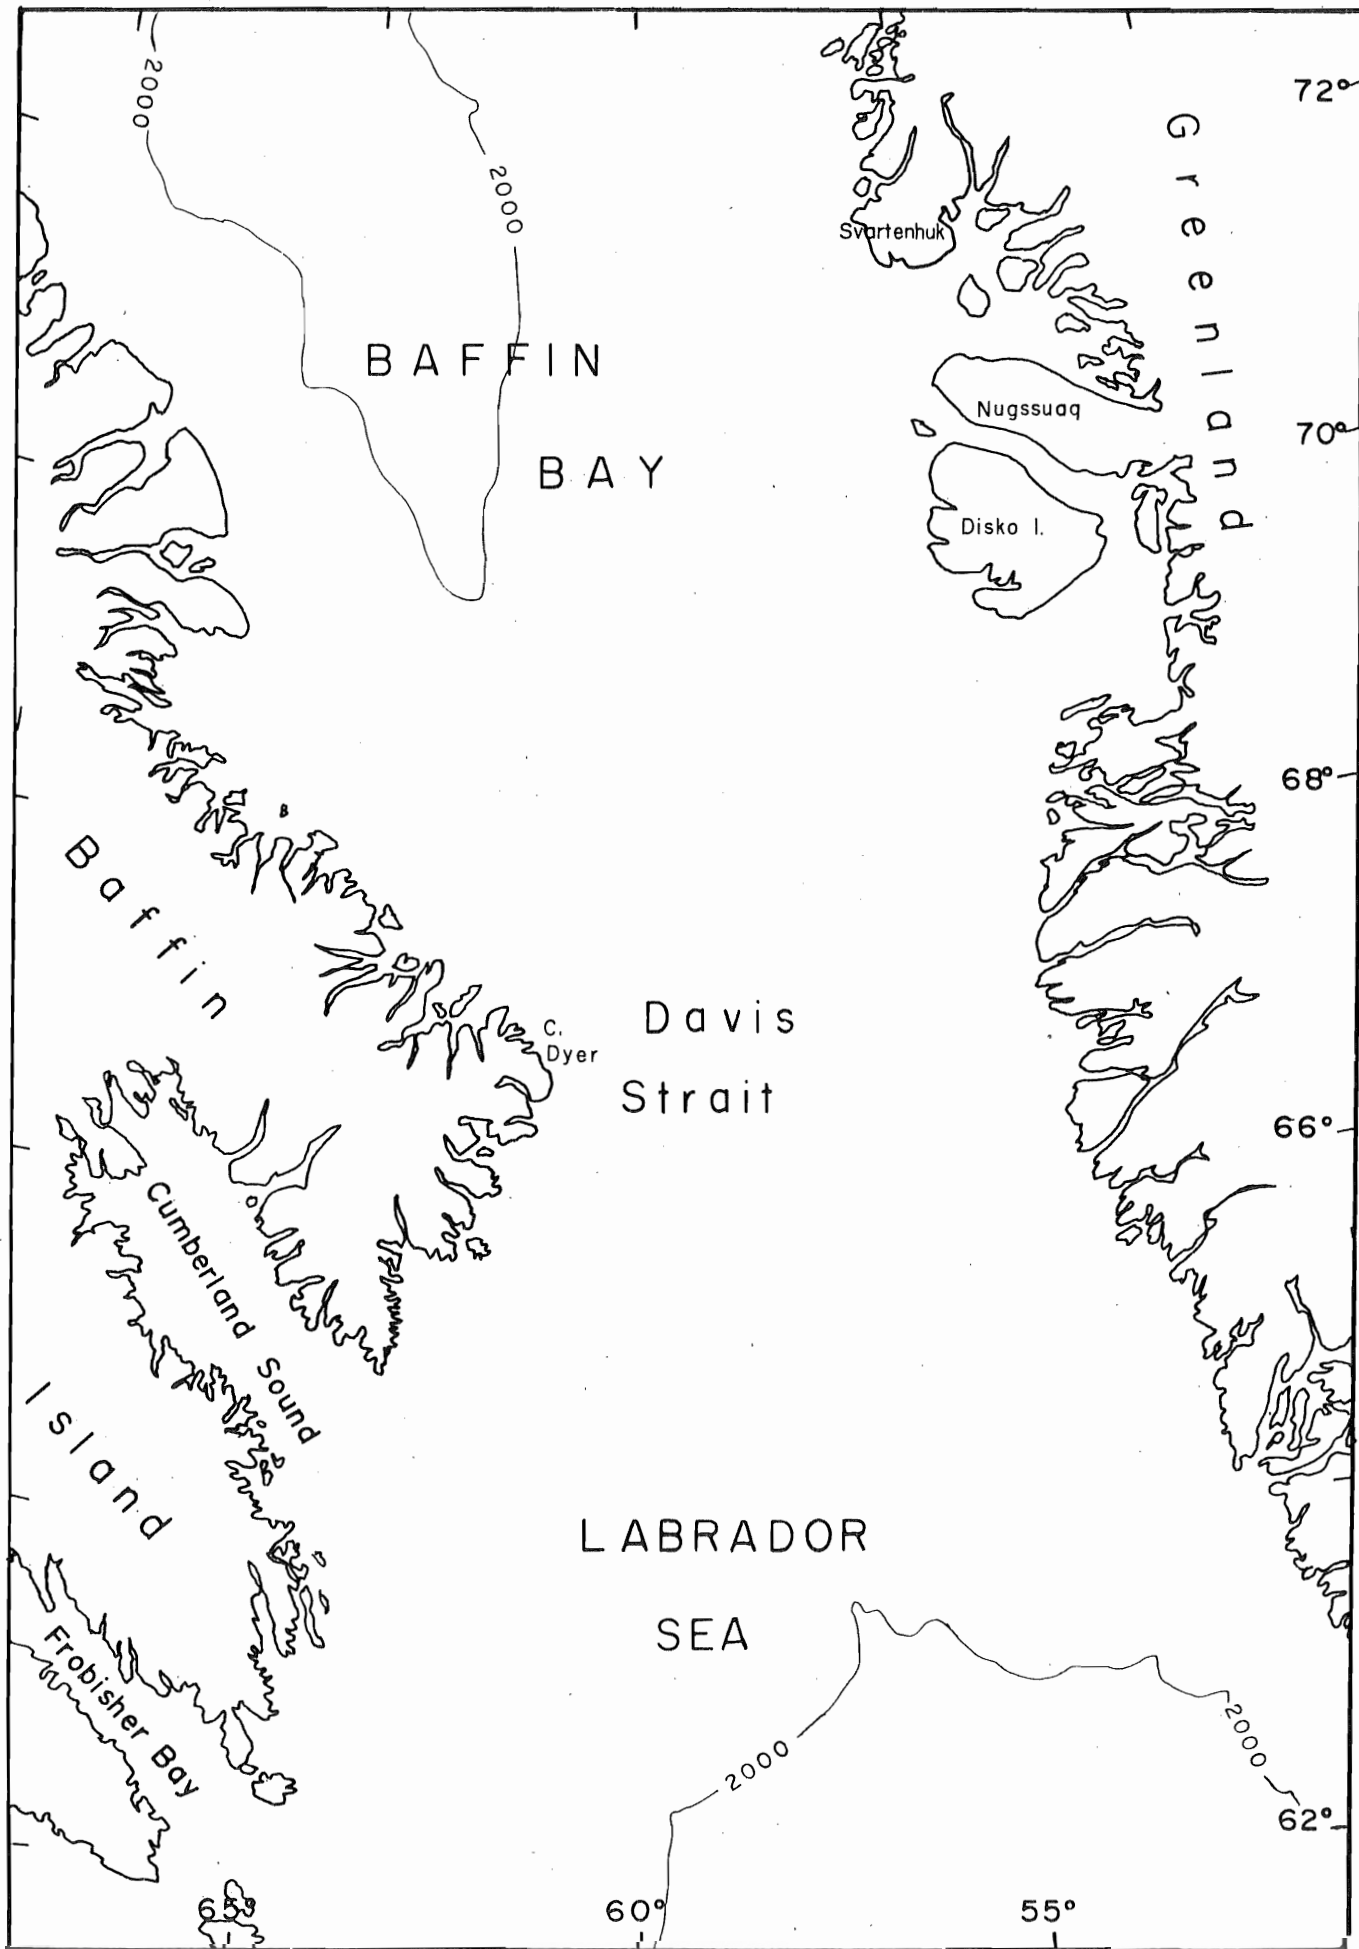 2000
2000
72°
Greenland
Svartenhuk
BAFFIN
BAY
Nugssuaq
70°
Disko I.
68°
Baffin
Island
C.
Dyer
Davis
Strait
66°
Cumberland Sound
LABRADOR
SEA
Frobisher Bay
2000
2000
62°
65°
60°
55°